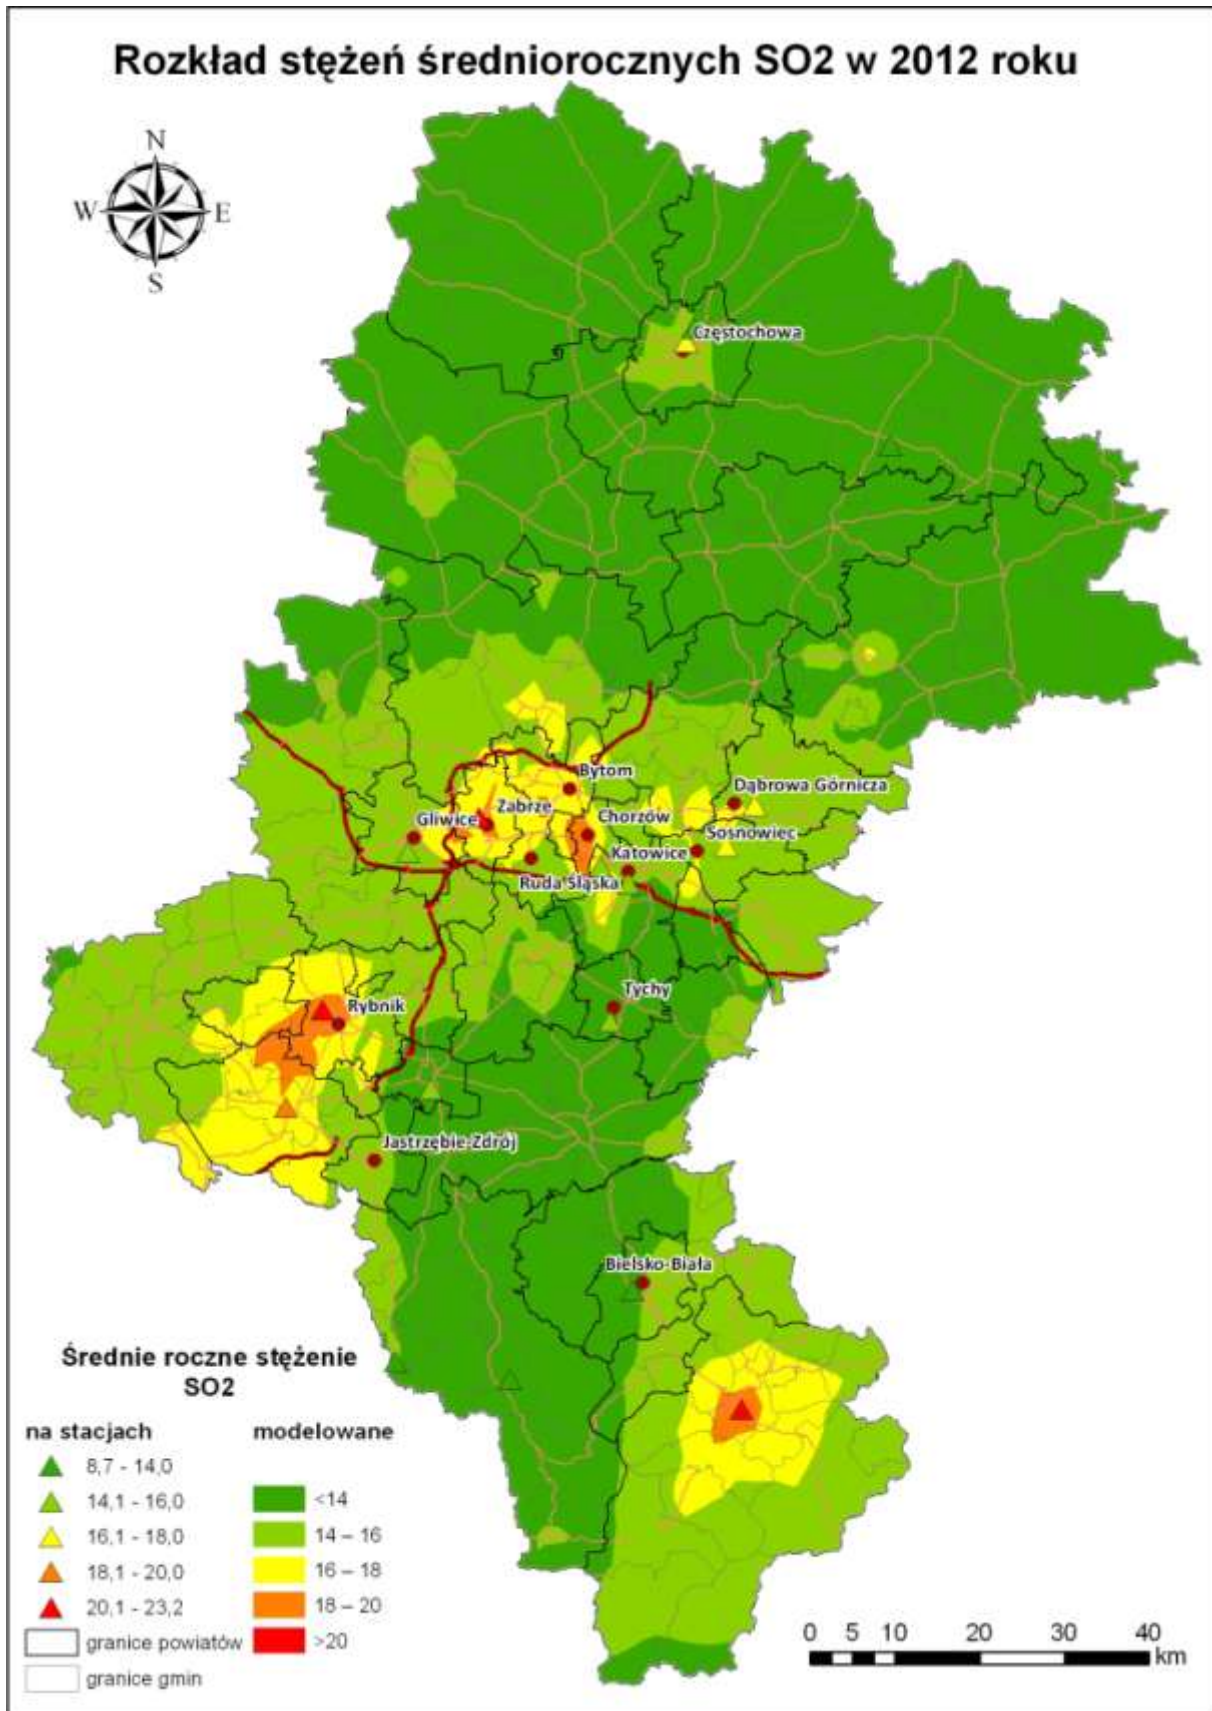 Rozkład stężeń średniorocznych SO2 w 2012 roku
N
W E
S
Częstochowa
Bytom
Dąbrowa Górnicza
Zabrze
Gliwice
Chorzów
Sosnowiec
Katowice
Ruda Śląska
Tychy
Rybnik
Jastrzębie-Zdrój
Bielsko-Biała
Średnie roczne stężenie
SO2
na stacjach
8,7 - 14,0
14,1 - 16,0
16,1 - 18,0
18,1 - 20,0
20,1 - 23,2
granice powiatów
granice gmin
modelowane
<14
14 – 16
16 – 18
18 – 20
>20
0 5 10 20 30 40
km